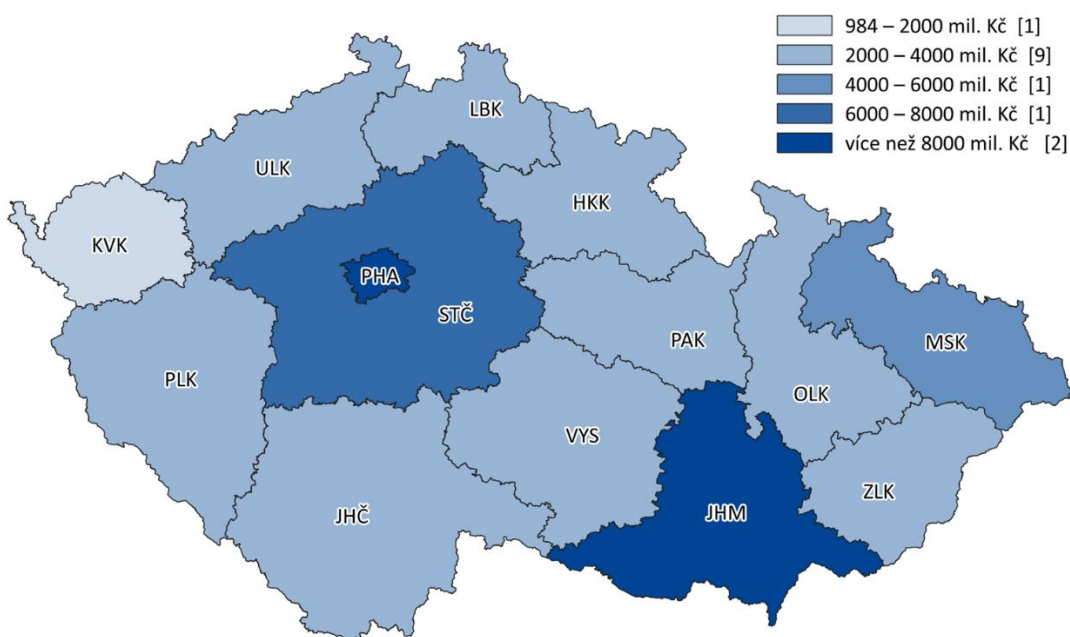 984 – 2000 mil. Kč [1]
2000 – 4000 mil. Kč [9]
4000 – 6000 mil. Kč [1]
6000 – 8000 mil. Kč [1]
více než 8000 mil. Kč [2]
LBK
ULK
HKK
KVK
PHA
STČ
PAK
MSK
PLK
OLK
VYS
ZLK
JHČ
JHM